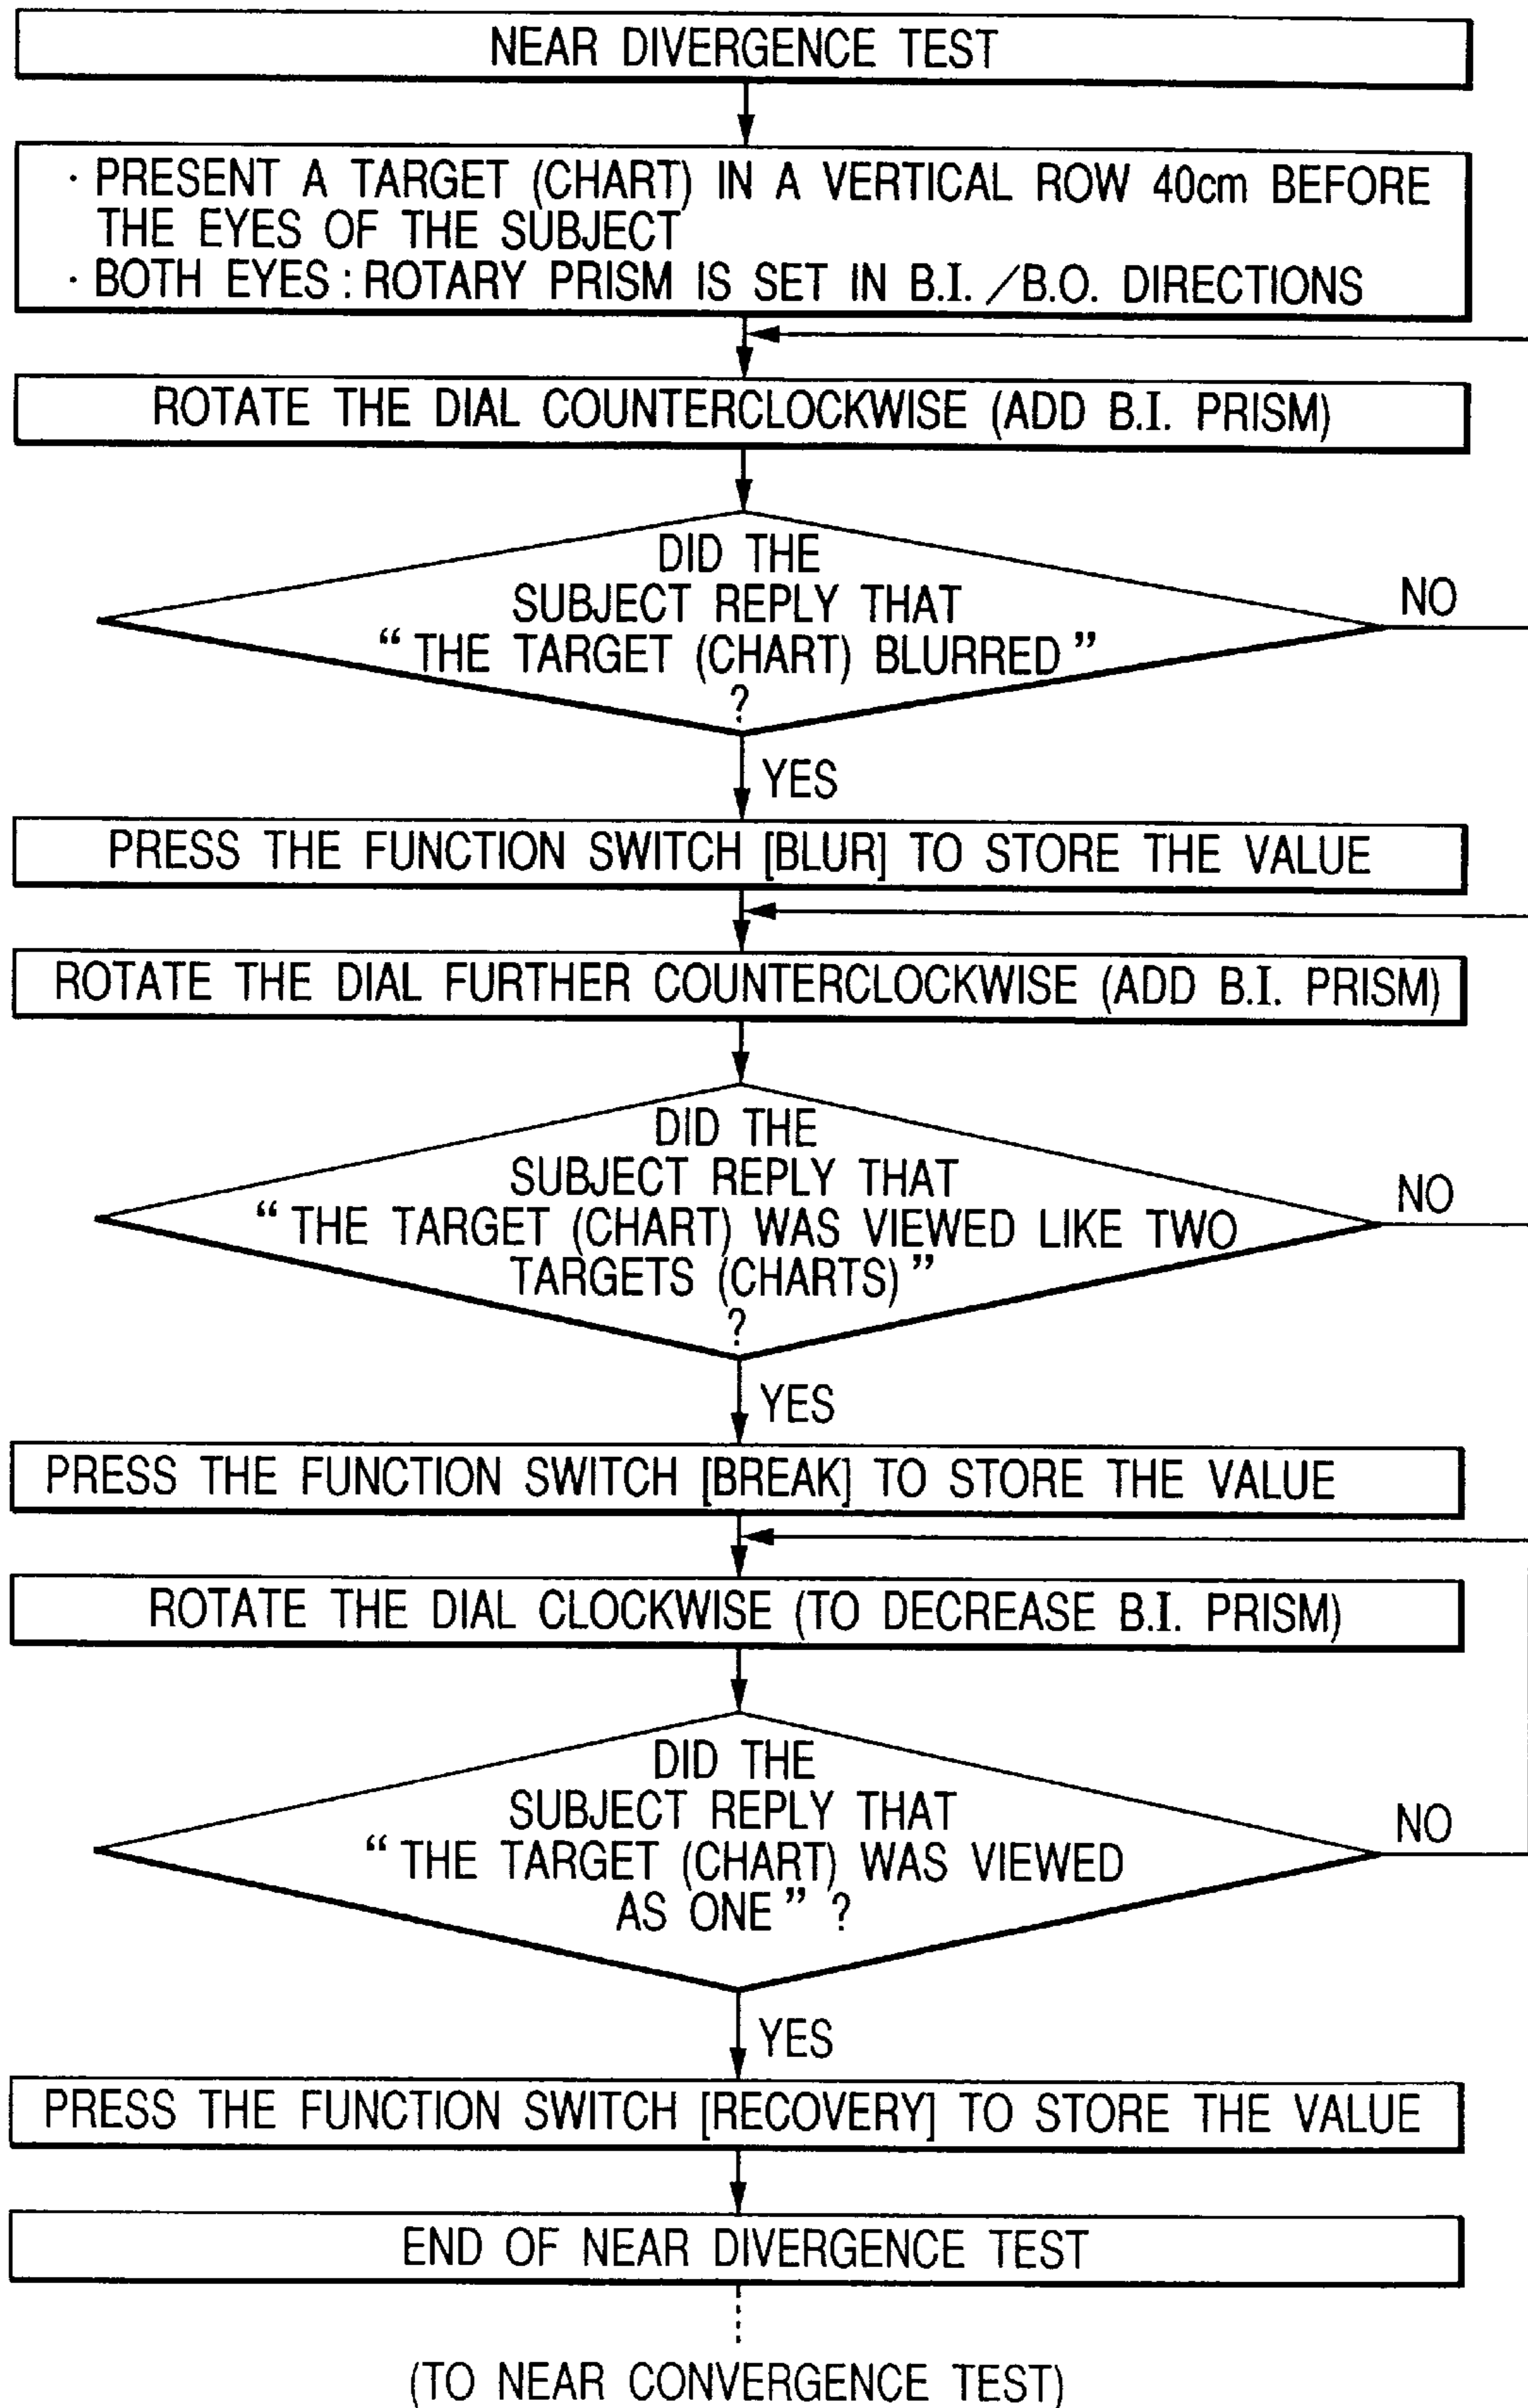 NEAR DIVERGENCE TEST
· PRESENT A TARGET (CHART) IN A VERTICAL ROW 40cm BEFORE
THE EYES OF THE SUBJECT
· BOTH EYES : ROTARY PRISM IS SET IN B.I. /B.O. DIRECTIONS
ROTATE THE DIAL COUNTERCLOCKWISE (ADD B.I. PRISM)
DID THE
SUBJECT REPLY THAT
“ THE TARGET (CHART) BLURRED ”
?
NO
YES
PRESS THE FUNCTION SWITCH [BLUR] TO STORE THE VALUE
ROTATE THE DIAL FURTHER COUNTERCLOCKWISE (ADD B.I. PRISM)
DID THE
SUBJECT REPLY THAT
“ THE TARGET (CHART) WAS VIEWED LIKE TWO
TARGETS (CHARTS) ”
?
NO
YES
PRESS THE FUNCTION SWITCH [BREAK] TO STORE THE VALUE
ROTATE THE DIAL CLOCKWISE (TO DECREASE B.I. PRISM)
DID THE
SUBJECT REPLY THAT
“ THE TARGET (CHART) WAS VIEWED
AS ONE ” ?
NO
YES
PRESS THE FUNCTION SWITCH [RECOVERY] TO STORE THE VALUE
END OF NEAR DIVERGENCE TEST
(TO NEAR CONVERGENCE TEST)